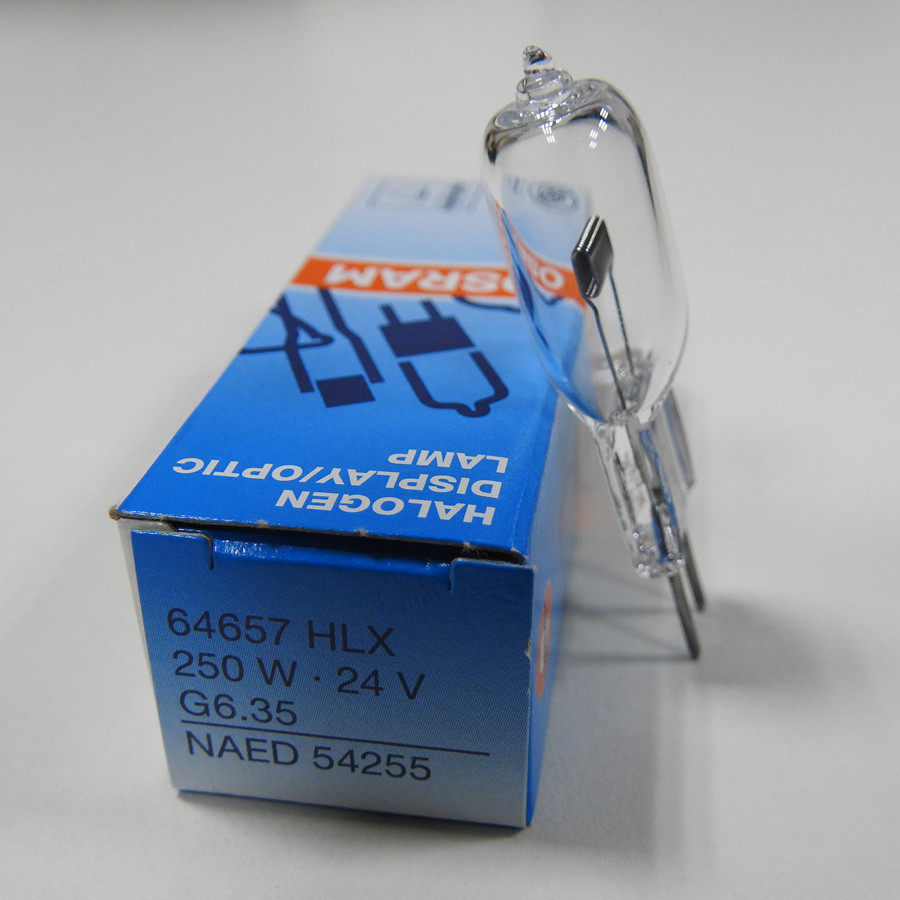 OSRAM
HALOGEN
DISPLAY/OPTIC
LAMP
64657 HLX
250 W · 24 V
G6.35
NAED 54255